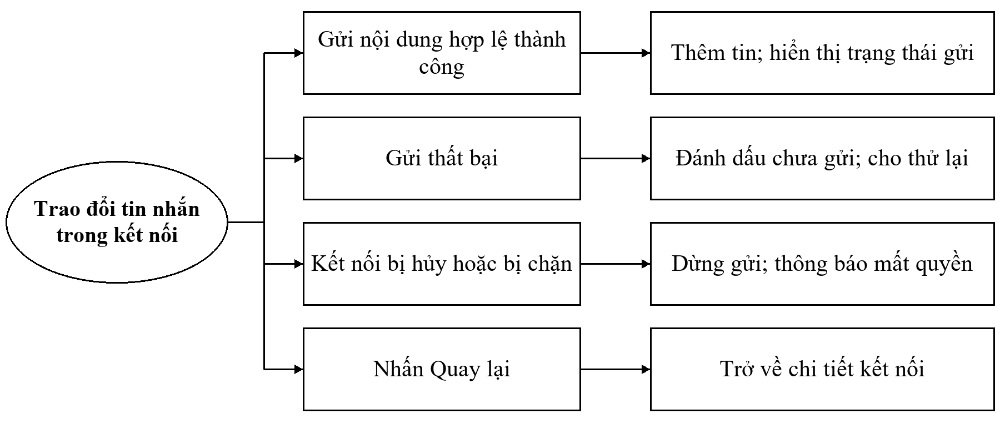 Trao đổi tin nhắn
trong kết nối
Gửi nội dung hợp lệ thành
công
Thêm tin; hiển thị trạng thái gửi
Gửi thất bại
Đánh dấu chưa gửi; cho thử lại
Kết nối bị hủy hoặc bị chặn
Dừng gửi; thông báo mất quyền
Nhấn Quay lại
Trở về chi tiết kết nối